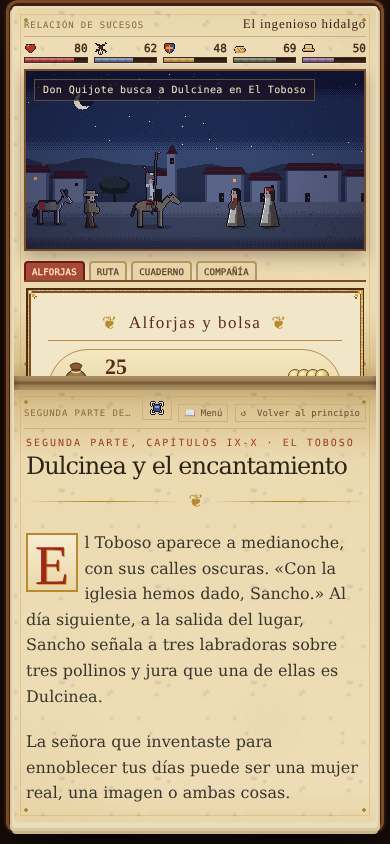 RELACIÓN DE SUCESOS
El ingenioso hidalgo
80 62 48 69 50
Don Quijote busca a Dulcinea en El Toboso
ALFORJAS RUTA CUADERNO COMPAÑÍA
Alforjas y bolsa
25
SEGUNDA PARTE DE… Menú Volver al principio
SEGUNDA PARTE, CAPÍTULOS IX-X · EL TOBOSO
Dulcinea y el encantamiento
El Toboso aparece a medianoche,
con sus calles oscuras. «Con la
iglesia hemos dado, Sancho.» Al
día siguiente, a la salida del lugar,
Sancho señala a tres labradoras sobre
tres pollinos y jura que una de ellas es
Dulcinea.
La señora que inventaste para
ennoblecer tus días puede ser una mujer
real, una imagen o ambas cosas.